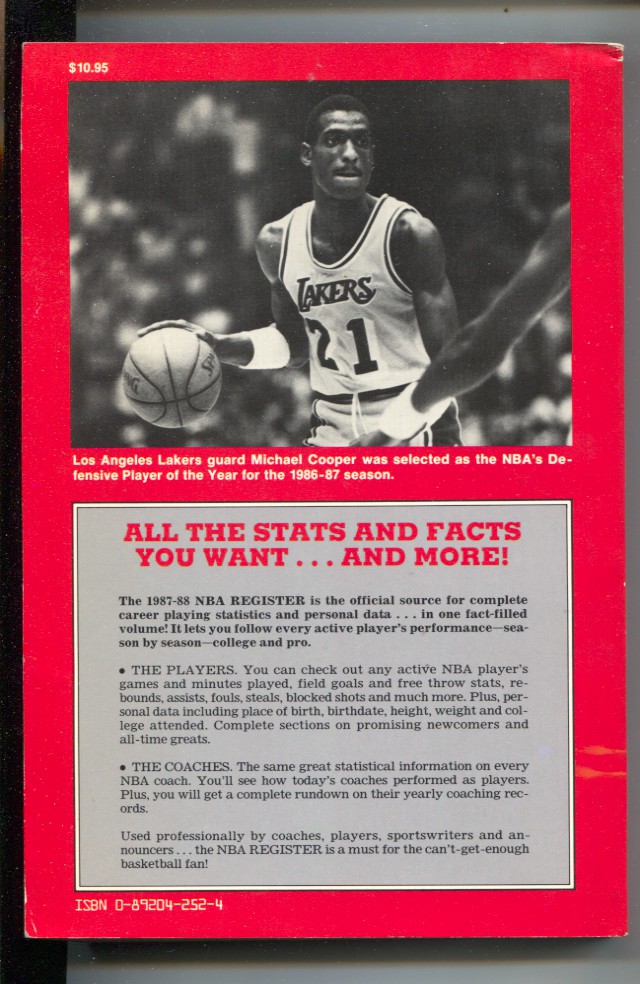 $10.95
LAKERS
21
SPALDING
Los Angeles Lakers guard Michael Cooper was selected as the NBA's De-
fensive Player of the Year for the 1986-87 season.
ALL THE STATS AND FACTS
YOU WANT . . . AND MORE!
The 1987-88 NBA REGISTER is the official source for complete
career playing statistics and personal data . . . in one fact-filled
volume! It lets you follow every active player's performance—sea-
son by season—college and pro.
• THE PLAYERS. You can check out any active NBA player's
games and minutes played, field goals and free throw stats, re-
bounds, assists, fouls, steals, blocked shots and much more. Plus, per-
sonal data including place of birth, birthdate, height, weight and col-
lege attended. Complete sections on promising newcomers and
all-time greats.
• THE COACHES. The same great statistical information on every
NBA coach. You'll see how today's coaches performed as players.
Plus, you will get a complete rundown on their yearly coaching rec-
ords.
Used professionally by coaches, players, sportswriters and an-
nouncers . . . the NBA REGISTER is a must for the can't-get-enough
basketball fan!
ISBN 0-89204-252-4